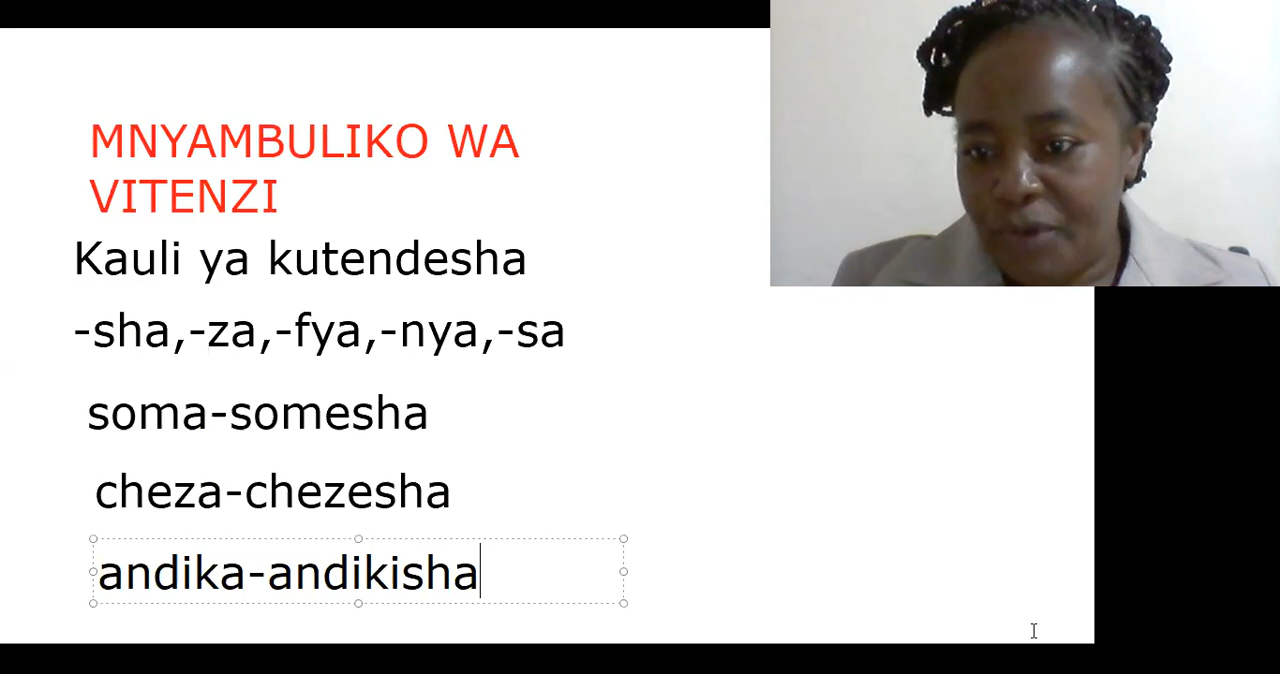 MNYAMBULIKO WA
VITENZI
Kauli ya kutendesha
-sha,-za,-fya,-nya,-sa
soma-somesha
cheza-chezesha
andika-andikisha